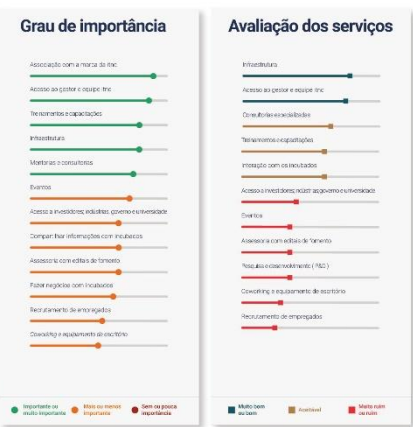 Grau de importância
Associação com a marca da
Acesso ao gestor e equipe
Treinamentos e capacitações
Infraestrutura
Mentorias e consultorias
Eventos
Acesso a investidores, indústrias, governo e universidade
Compartilhar informações com incubados
Assessoria com editais de fomento
Fazer negócios com incubados
Recrutamento de empregados
Coworking e equipamento de escritório
Importante ou
muito importante
Mais ou menos
importante
Sem ou pouca
importância
Avaliação dos serviços
Infraestrutura
Acesso ao gestor e equipe
Consultorias especializadas
Treinamentos e capacitações
Interação com os incubados
Acesso a investidores, indústrias, governo e universidade
Eventos
Assessoria com editais de fomento
Pesquisa e desenvolvimento ( P&D )
Coworking e equipamento de escritório
Recrutamento de empregados
Muito bom
ou bom
Aceitável
Muito ruim
ou ruim